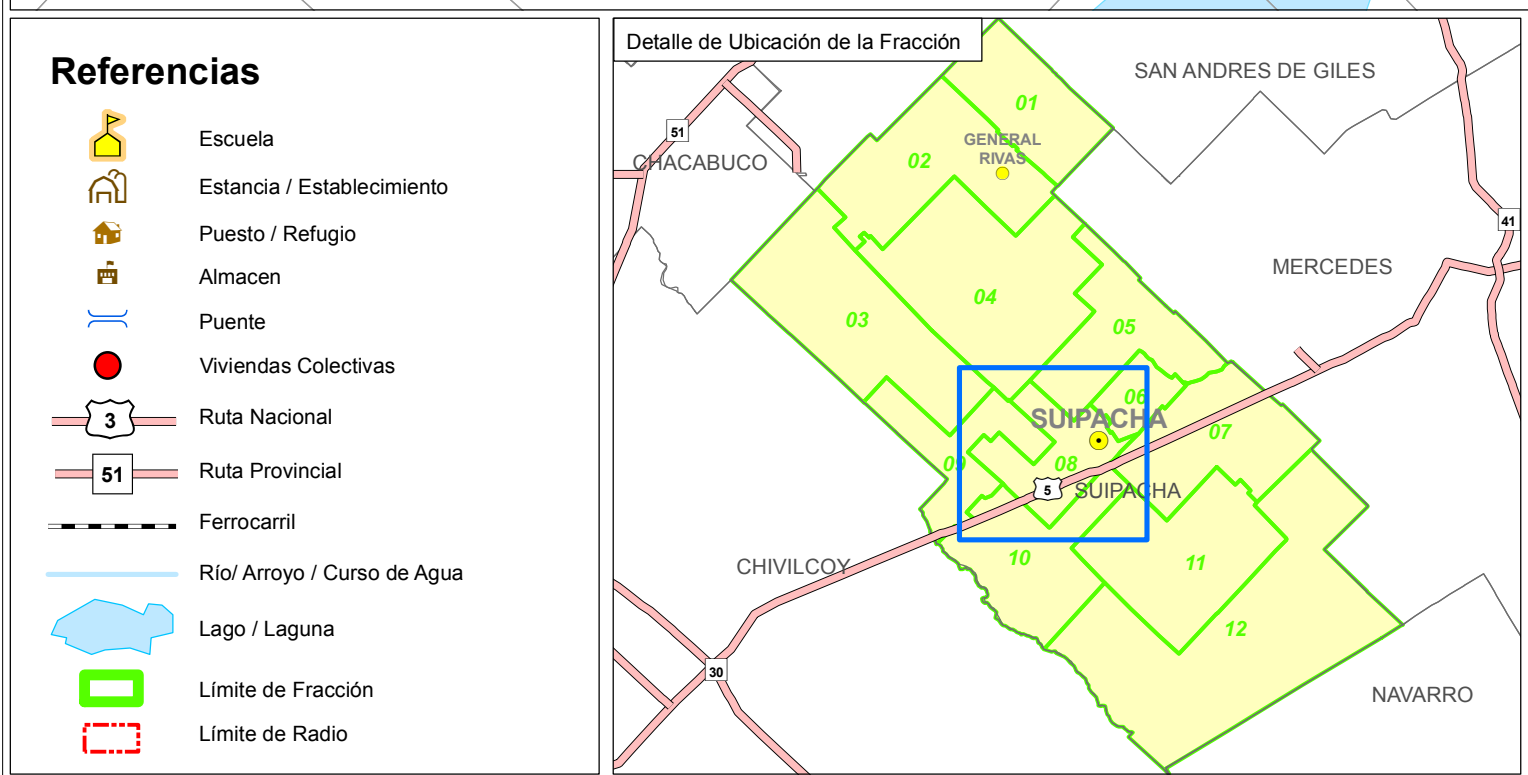 Referencias
Escuela
Estancia / Establecimiento
Puesto / Refugio
Almacen
Puente
Viviendas Colectivas
3
Ruta Nacional
51
Ruta Provincial
Ferrocarril
Río/ Arroyo / Curso de Agua
Lago / Laguna
Límite de Fracción
Límite de Radio
Detalle de Ubicación de la Fracción
SAN ANDRES DE GILES
01
51
GENERAL
RIVAS
CHACABUCO
02
41
MERCEDES
04
03
05
06
SUIPACHA
07
09
08
5
SUIPACHA
10
CHIVILCOY
11
12
30
NAVARRO